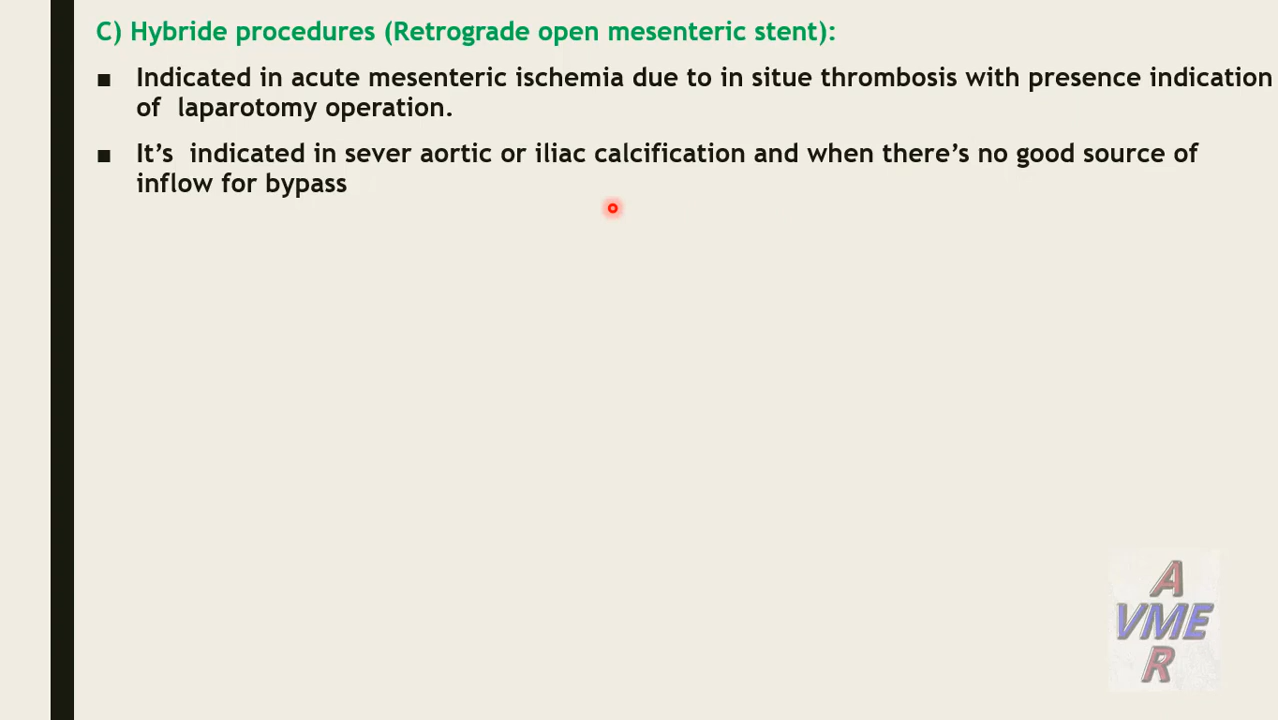 C) Hybride procedures (Retrograde open mesenteric stent):
■ Indicated in acute mesenteric ischemia due to in situe thrombosis with presence indication
of  laparotomy operation.
■ It’s  indicated in sever aortic or iliac calcification and when there’s no good source of
inflow for bypass
A
VME
R